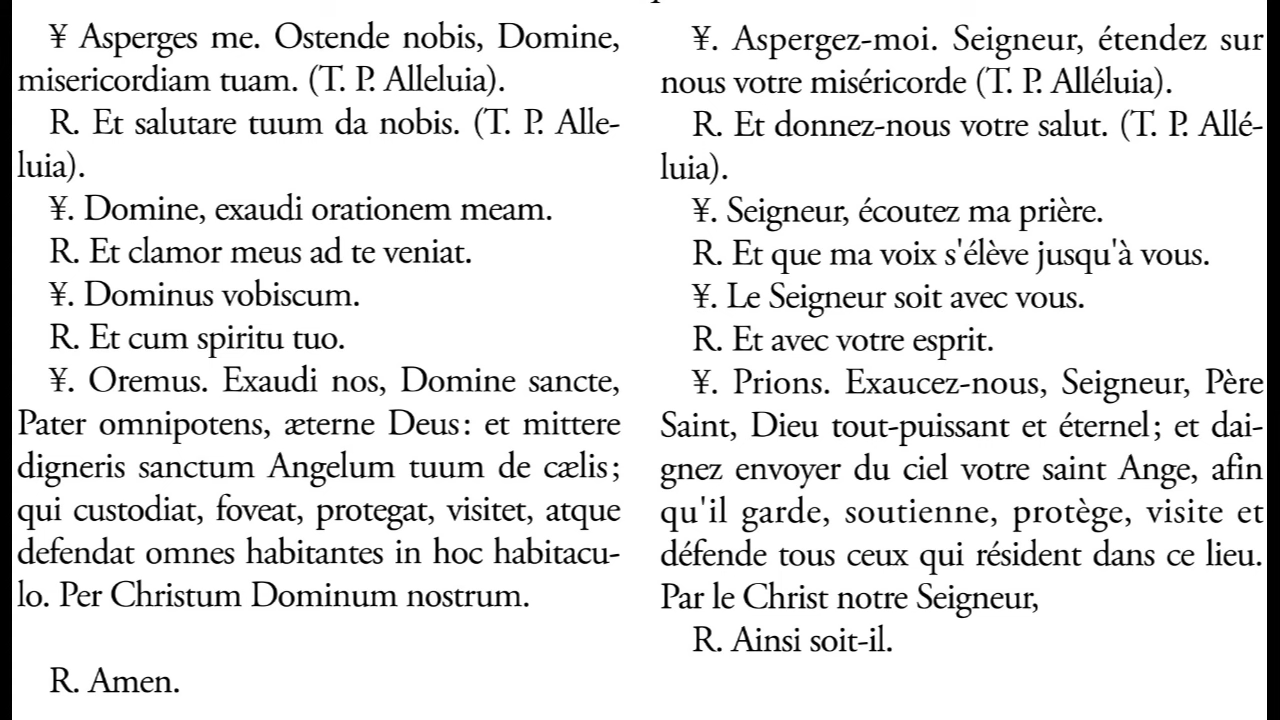 ¥ Asperges me. Ostende nobis, Domine,
misericordiam tuam. (T. P. Alleluia).
R. Et salutare tuum da nobis. (T. P. Alle-
luia).
¥. Domine, exaudi orationem meam.
R. Et clamor meus ad te veniat.
¥. Dominus vobiscum.
R. Et cum spiritu tuo.
¥. Oremus. Exaudi nos, Domine sancte,
Pater omnipotens, æterne Deus: et mittere
digneris sanctum Angelum tuum de cælis;
qui custodiat, foveat, protegat, visitet, atque
defendat omnes habitantes in hoc habitacu-
lo. Per Christum Dominum nostrum.
R. Amen.
¥. Aspergez-moi. Seigneur, étendez sur
nous votre miséricorde (T. P. Alléluia).
R. Et donnez-nous votre salut. (T. P. Allé-
luia).
¥. Seigneur, écoutez ma prière.
R. Et que ma voix s'élève jusqu'à vous.
¥. Le Seigneur soit avec vous.
R. Et avec votre esprit.
¥. Prions. Exaucez-nous, Seigneur, Père
Saint, Dieu tout-puissant et éternel; et dai-
gnez envoyer du ciel votre saint Ange, afin
qu'il garde, soutienne, protège, visite et
défende tous ceux qui résident dans ce lieu.
Par le Christ notre Seigneur,
R. Ainsi soit-il.